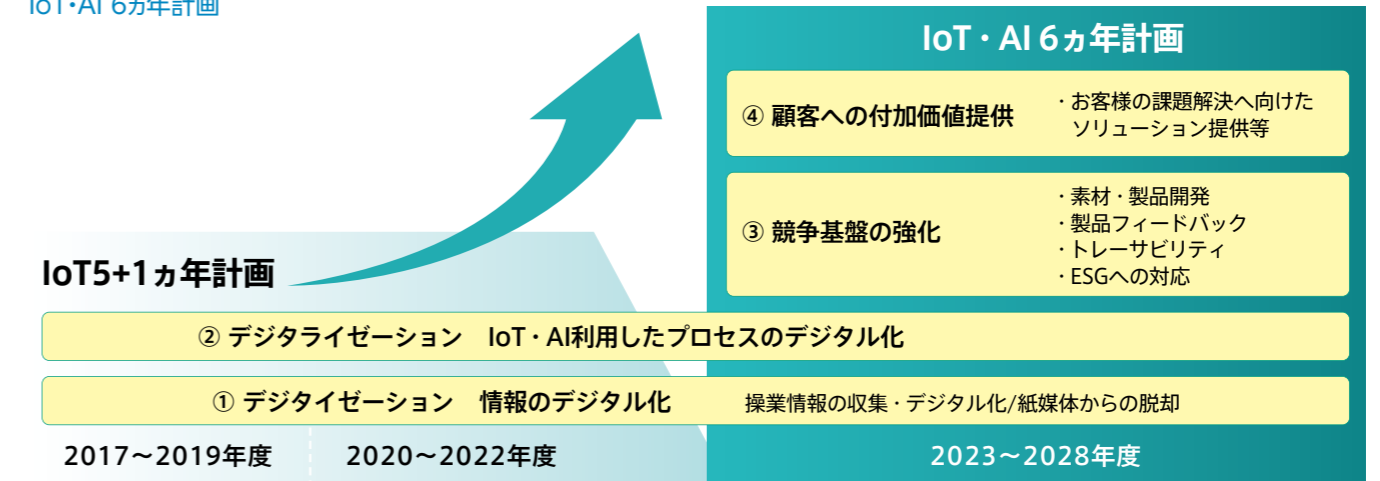 IoT・AI 6ヵ年計画
IoT・AI 6ヵ年計画
④ 顧客への付加価値提供
・お客様の課題解決へ向けた
ソリューション提供等
③ 競争基盤の強化
・素材・製品開発
・製品フィードバック
・トレーサビリティ
・ESGへの対応
IoT5+1ヵ年計画
② デジタライゼーション IoT・AI利用したプロセスのデジタル化
① デジタイゼーション 情報のデジタル化 操業情報の収集・デジタル化/紙媒体からの脱却
2017〜2019年度 2020〜2022年度 2023〜2028年度